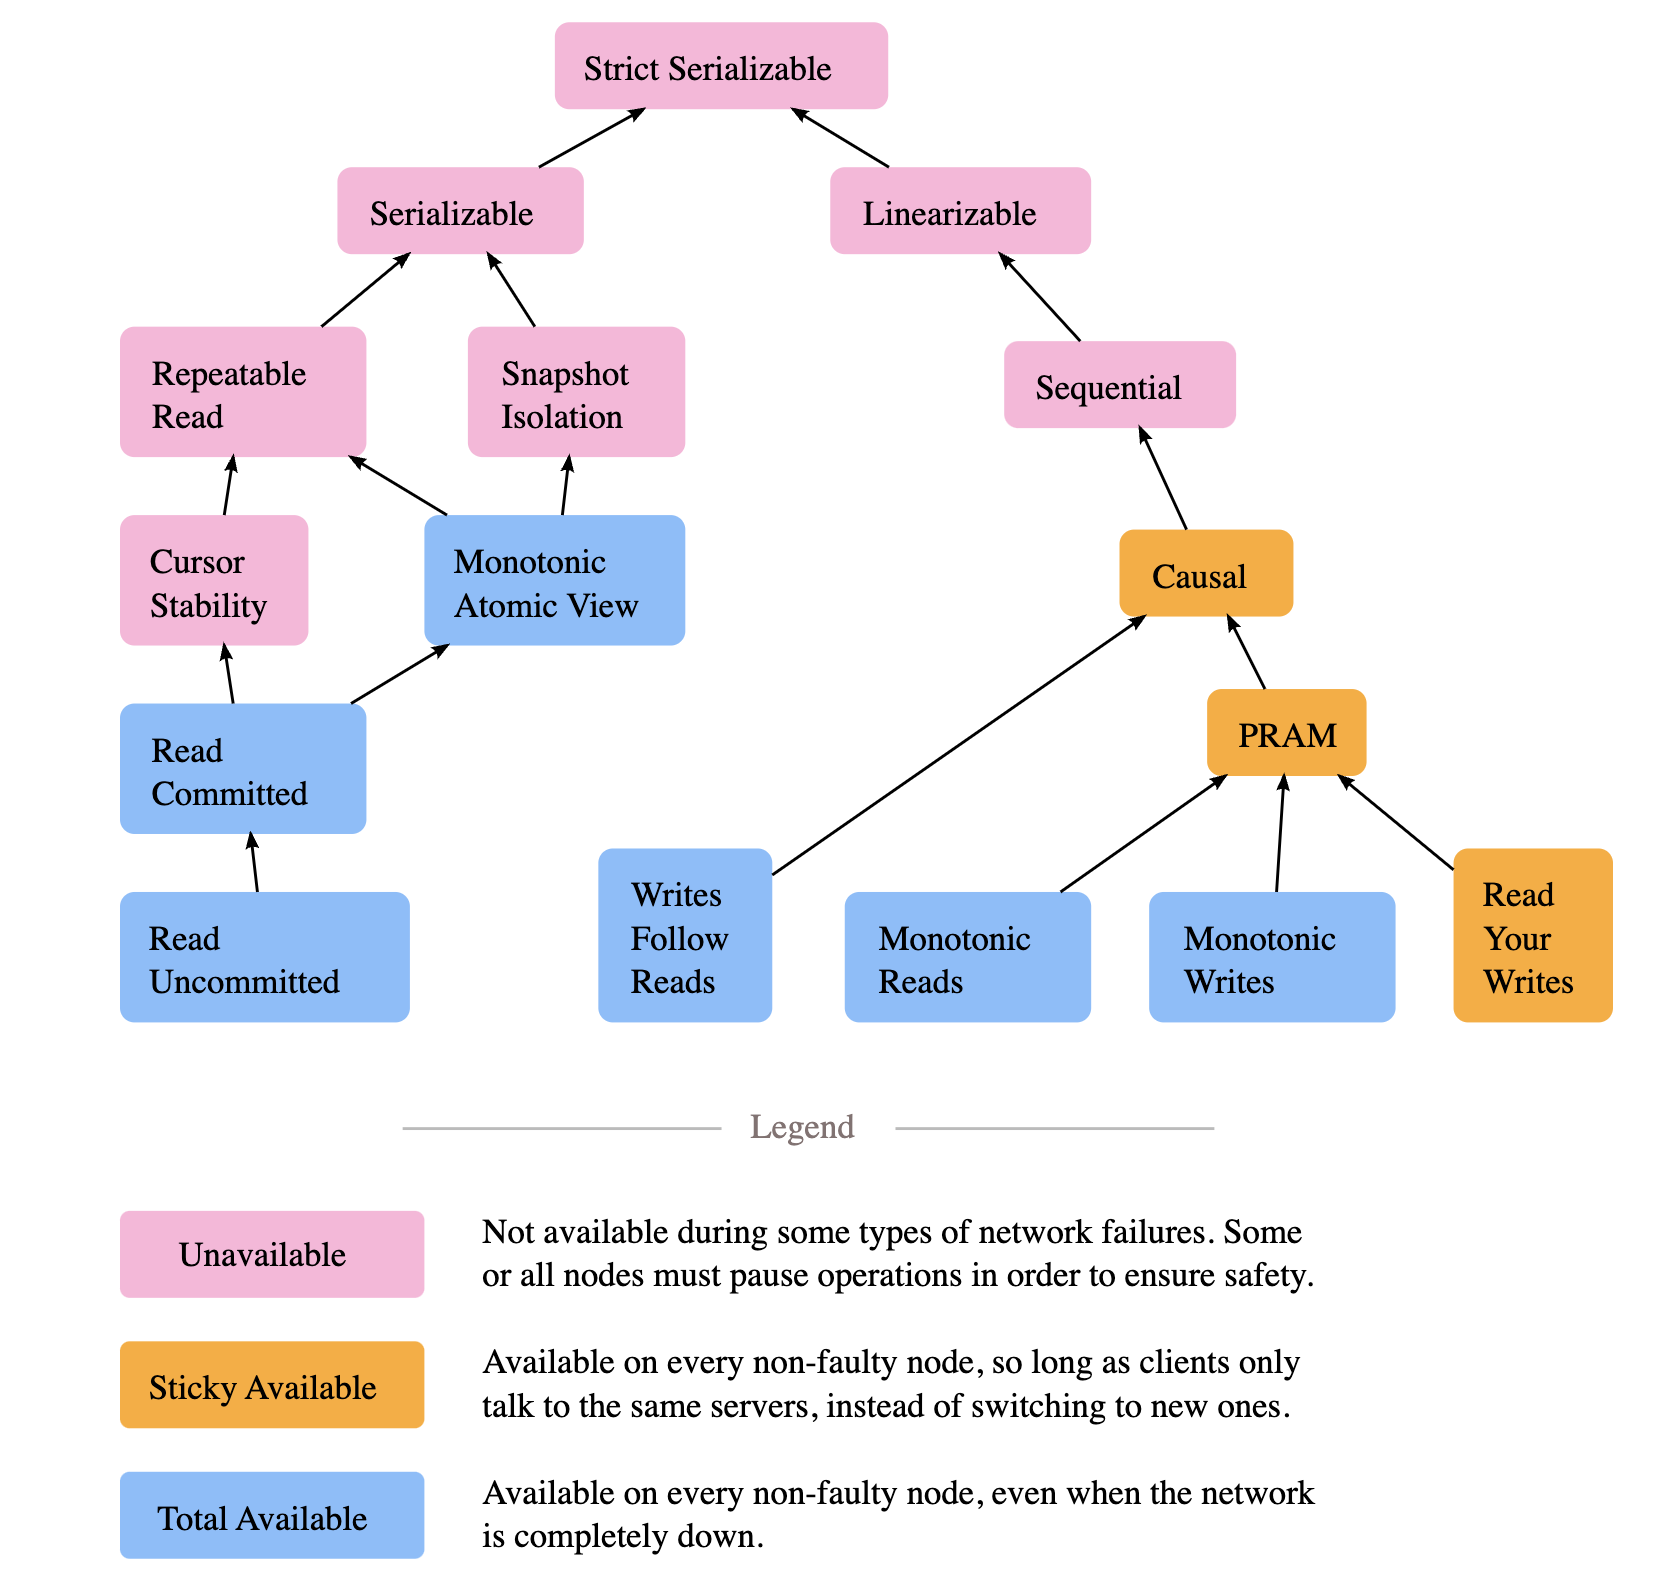 Strict Serializable
Serializable
Linearizable
Repeatable
Read
Snapshot
Isolation
Sequential
Cursor
Stability
Monotonic
Atomic View
Causal
Read
Committed
PRAM
Read
Uncommitted
Writes
Follow
Reads
Monotonic
Reads
Monotonic
Writes
Read
Your
Writes
Legend
Unavailable
Not available during some types of network failures. Some
or all nodes must pause operations in order to ensure safety.
Sticky Available
Available on every non-faulty node, so long as clients only
talk to the same servers, instead of switching to new ones.
Total Available
Available on every non-faulty node, even when the network
is completely down.